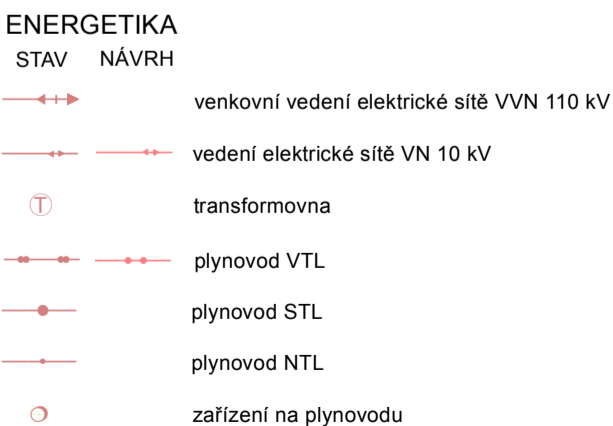 ENERGETIKA
STAV NÁVRH
venkovní vedení elektrické sítě VVN 110 kV
vedení elektrické sítě VN 10 kV
T transformovna
plynovod VTL
plynovod STL
plynovod NTL
zařízení na plynovodu